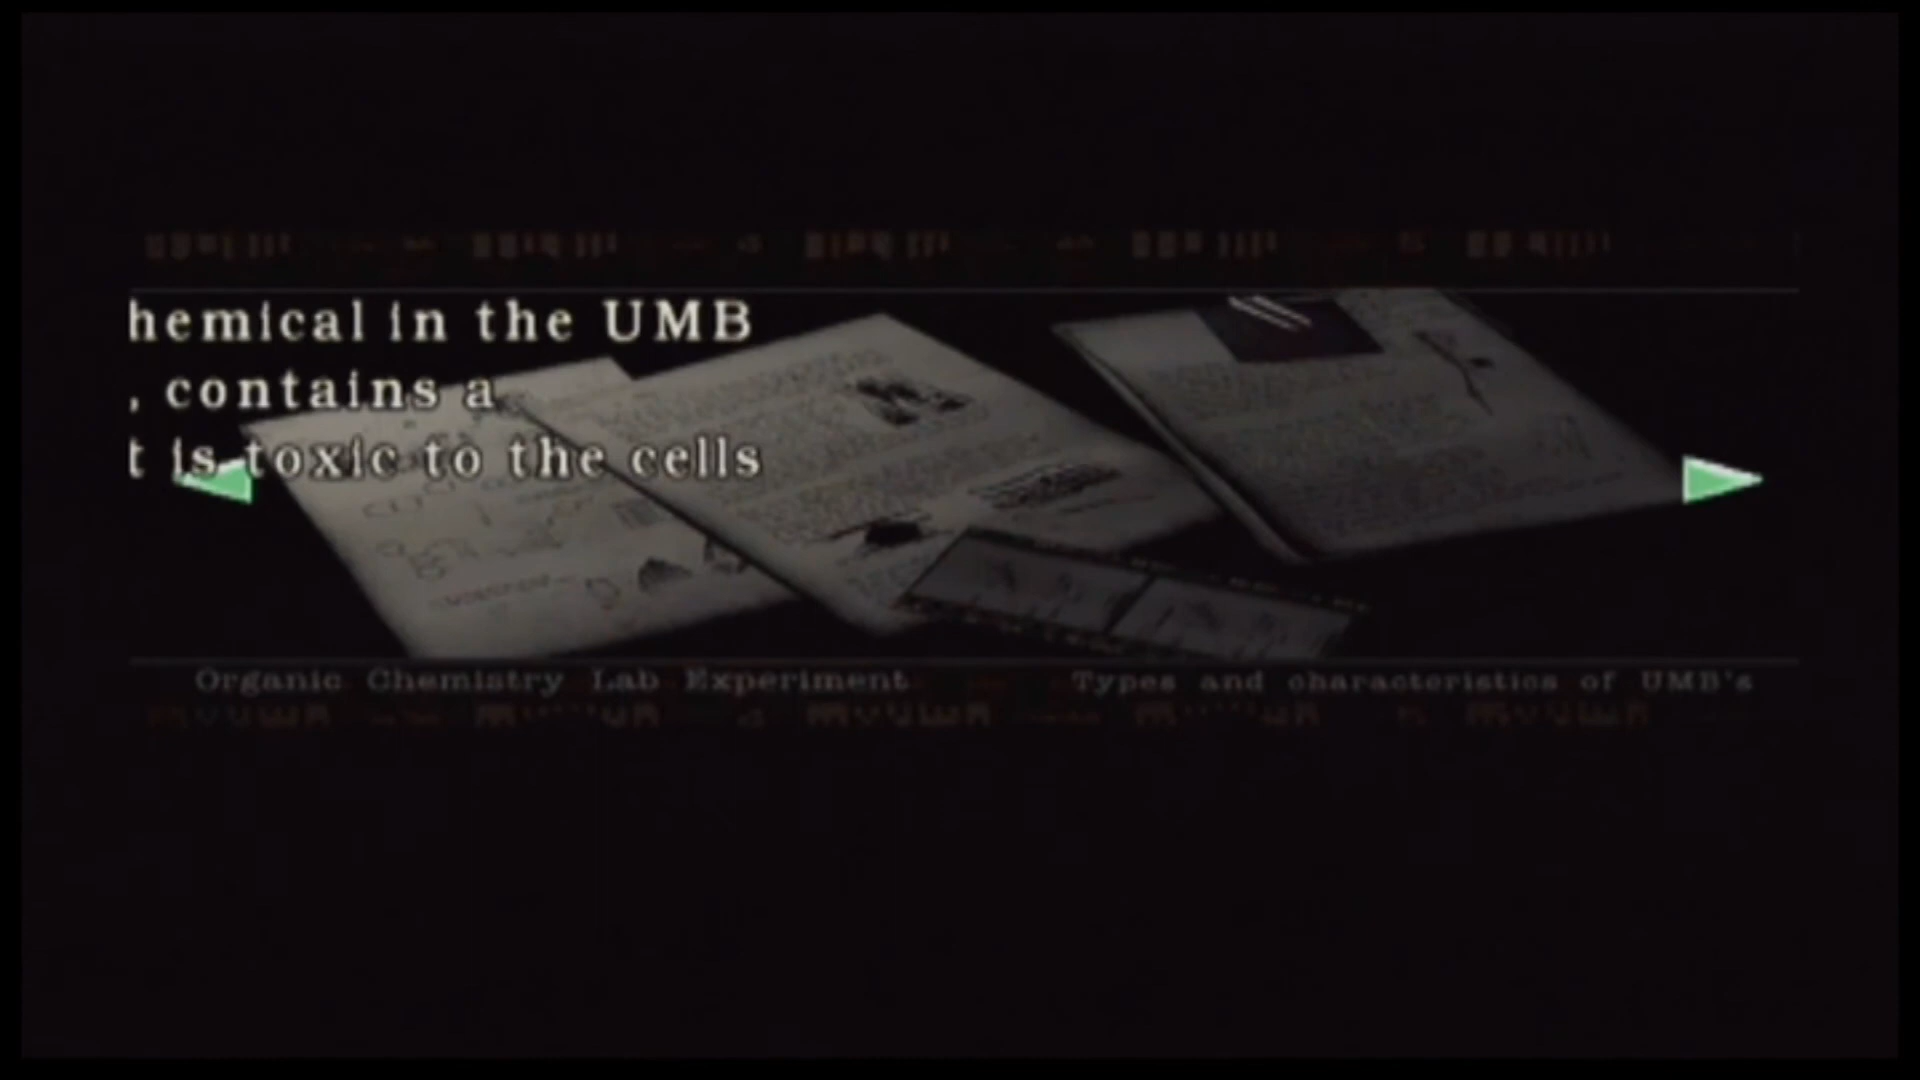 hemical in the UMB
, contains a
t is toxic to the cells
Organic Chemistry Lab Experiment
Types and characteristics of UMB's